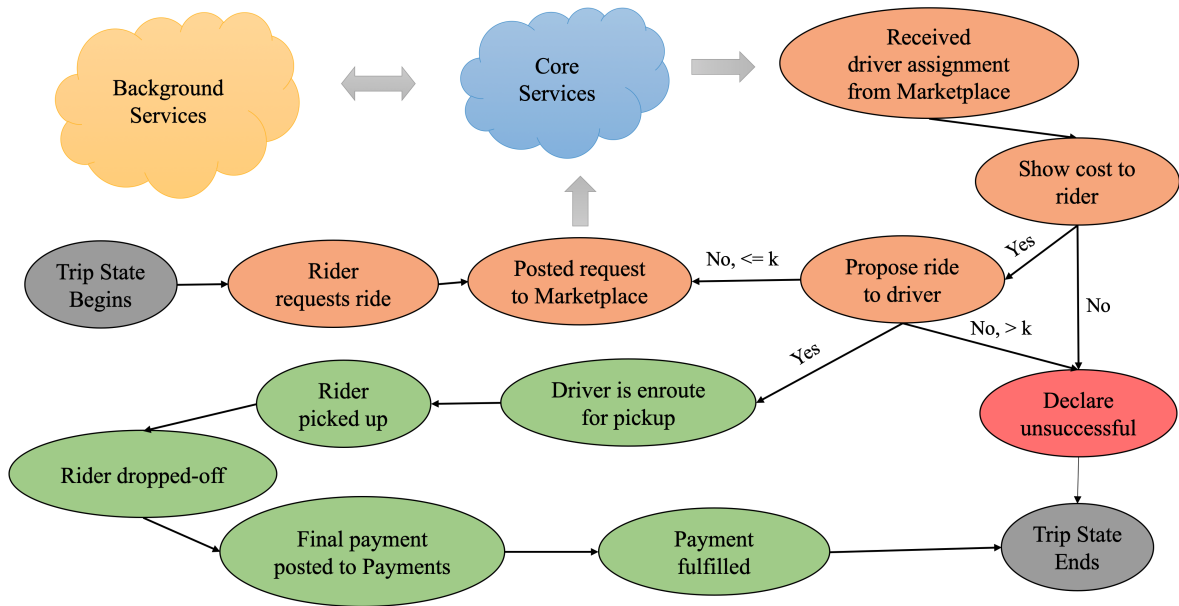 Background
Services
Core
Services
Received
driver assignment
from Marketplace
Show cost to
rider
Trip State
Begins
Rider
requests ride
Posted request
to Marketplace
No, <= k
Propose ride
to driver
Yes
No
No, > k
Yes
Rider
picked up
Driver is enroute
for pickup
Declare
unsuccessful
Rider dropped-off
Final payment
posted to Payments
Payment
fulfilled
Trip State
Ends